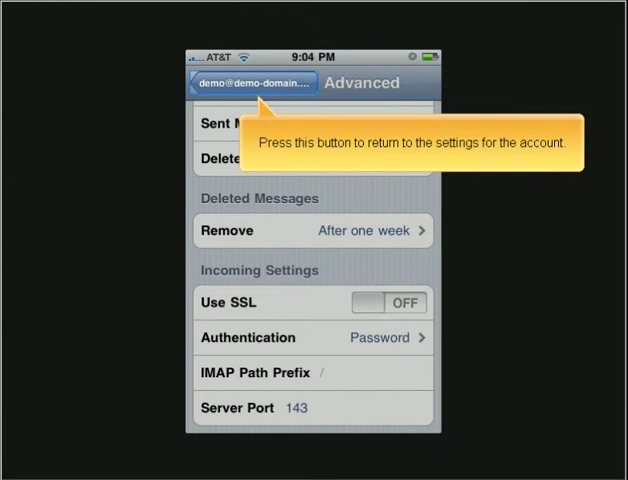 AT&T 9:04 PM
demo@demo-domain.... Advanced
Sent M
Press this button to return to the settings for the account.
Delete
Deleted Messages
Remove After one week
Incoming Settings
Use SSL OFF
Authentication Password
IMAP Path Prefix /
Server Port 143